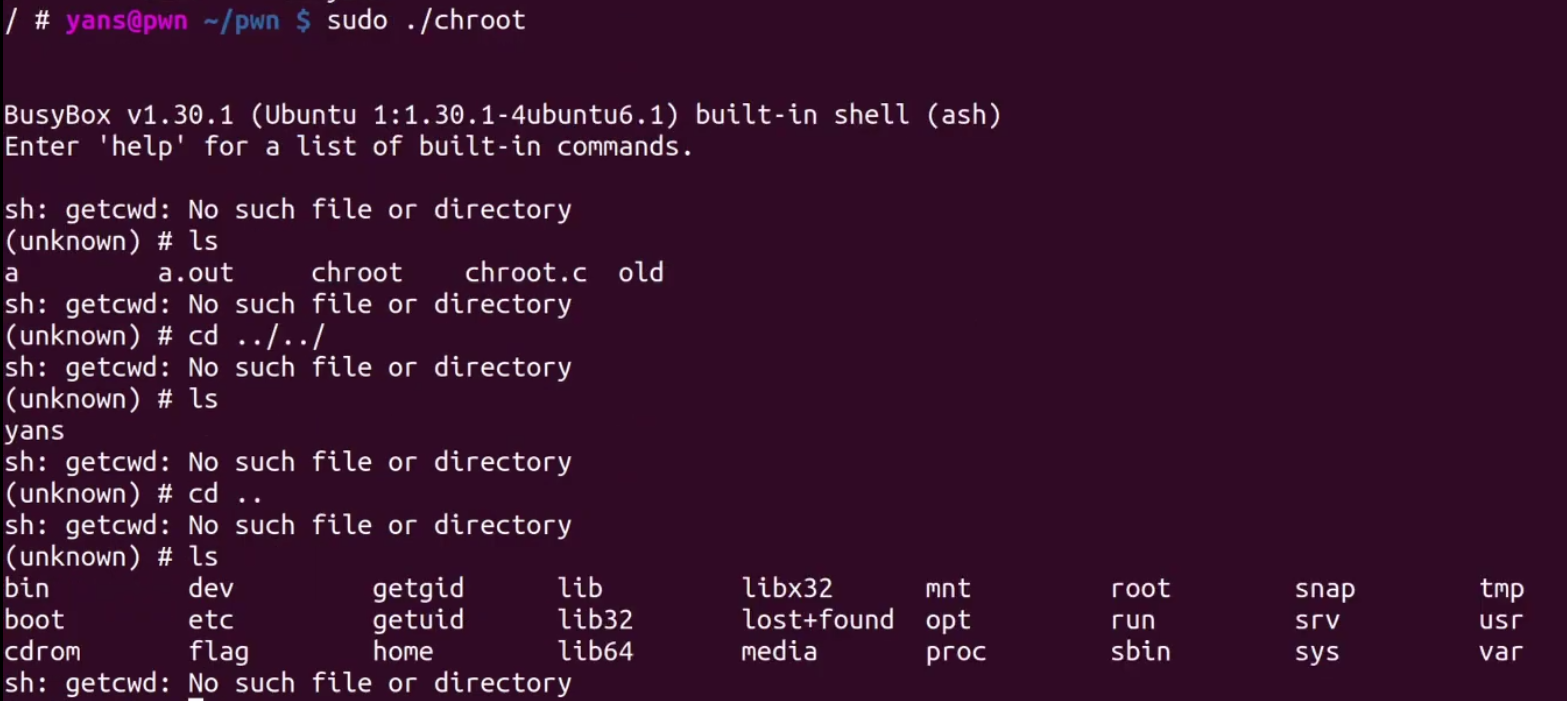 / # yans@pwn ~/pwn $ sudo ./chroot
BusyBox v1.30.1 (Ubuntu 1:1.30.1-4ubuntu6.1) built-in shell (ash)
Enter 'help' for a list of built-in commands.
sh: getcwd: No such file or directory
(unknown) # ls
a a.out chroot chroot.c old
sh: getcwd: No such file or directory
(unknown) # cd ../../
sh: getcwd: No such file or directory
(unknown) # ls
yans
sh: getcwd: No such file or directory
(unknown) # cd ..
sh: getcwd: No such file or directory
(unknown) # ls
bin dev getgid lib libx32 mnt root snap tmp
boot etc getuid lib32 lost+found opt run srv usr
cdrom flag home lib64 media proc sbin sys var
sh: getcwd: No such file or directory